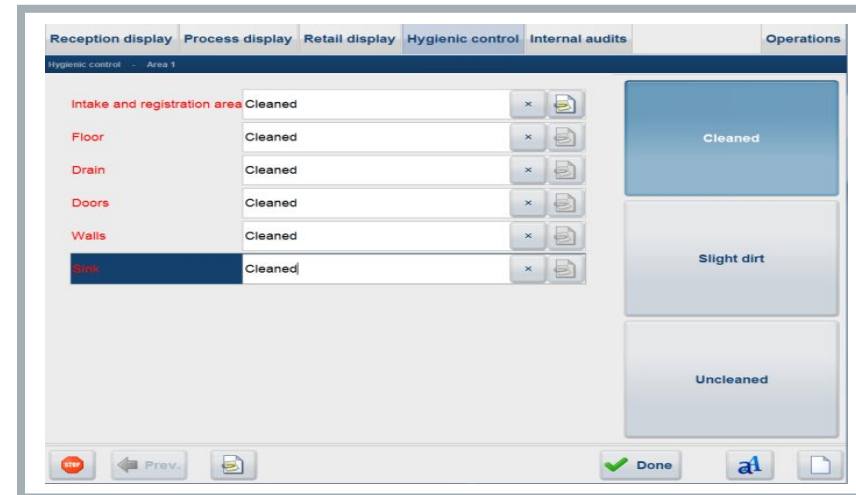 Reception display Process display Retail display Hygienic control Internal audits Operations
Hygienic control - Area 1
Intake and registration area Cleaned ×
Floor Cleaned ×
Drain Cleaned ×
Doors Cleaned ×
Walls Cleaned ×
Sink Cleaned ×
Cleaned
Slight dirt
Uncleaned
STOP Prev. Done aA